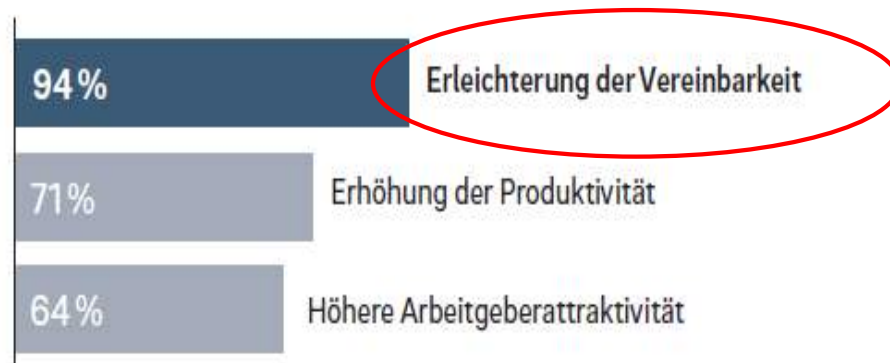 94% Erleichterung der Vereinbarkeit
71% Erhöhung der Produktivität
64% Höhere Arbeitgeberattraktivität